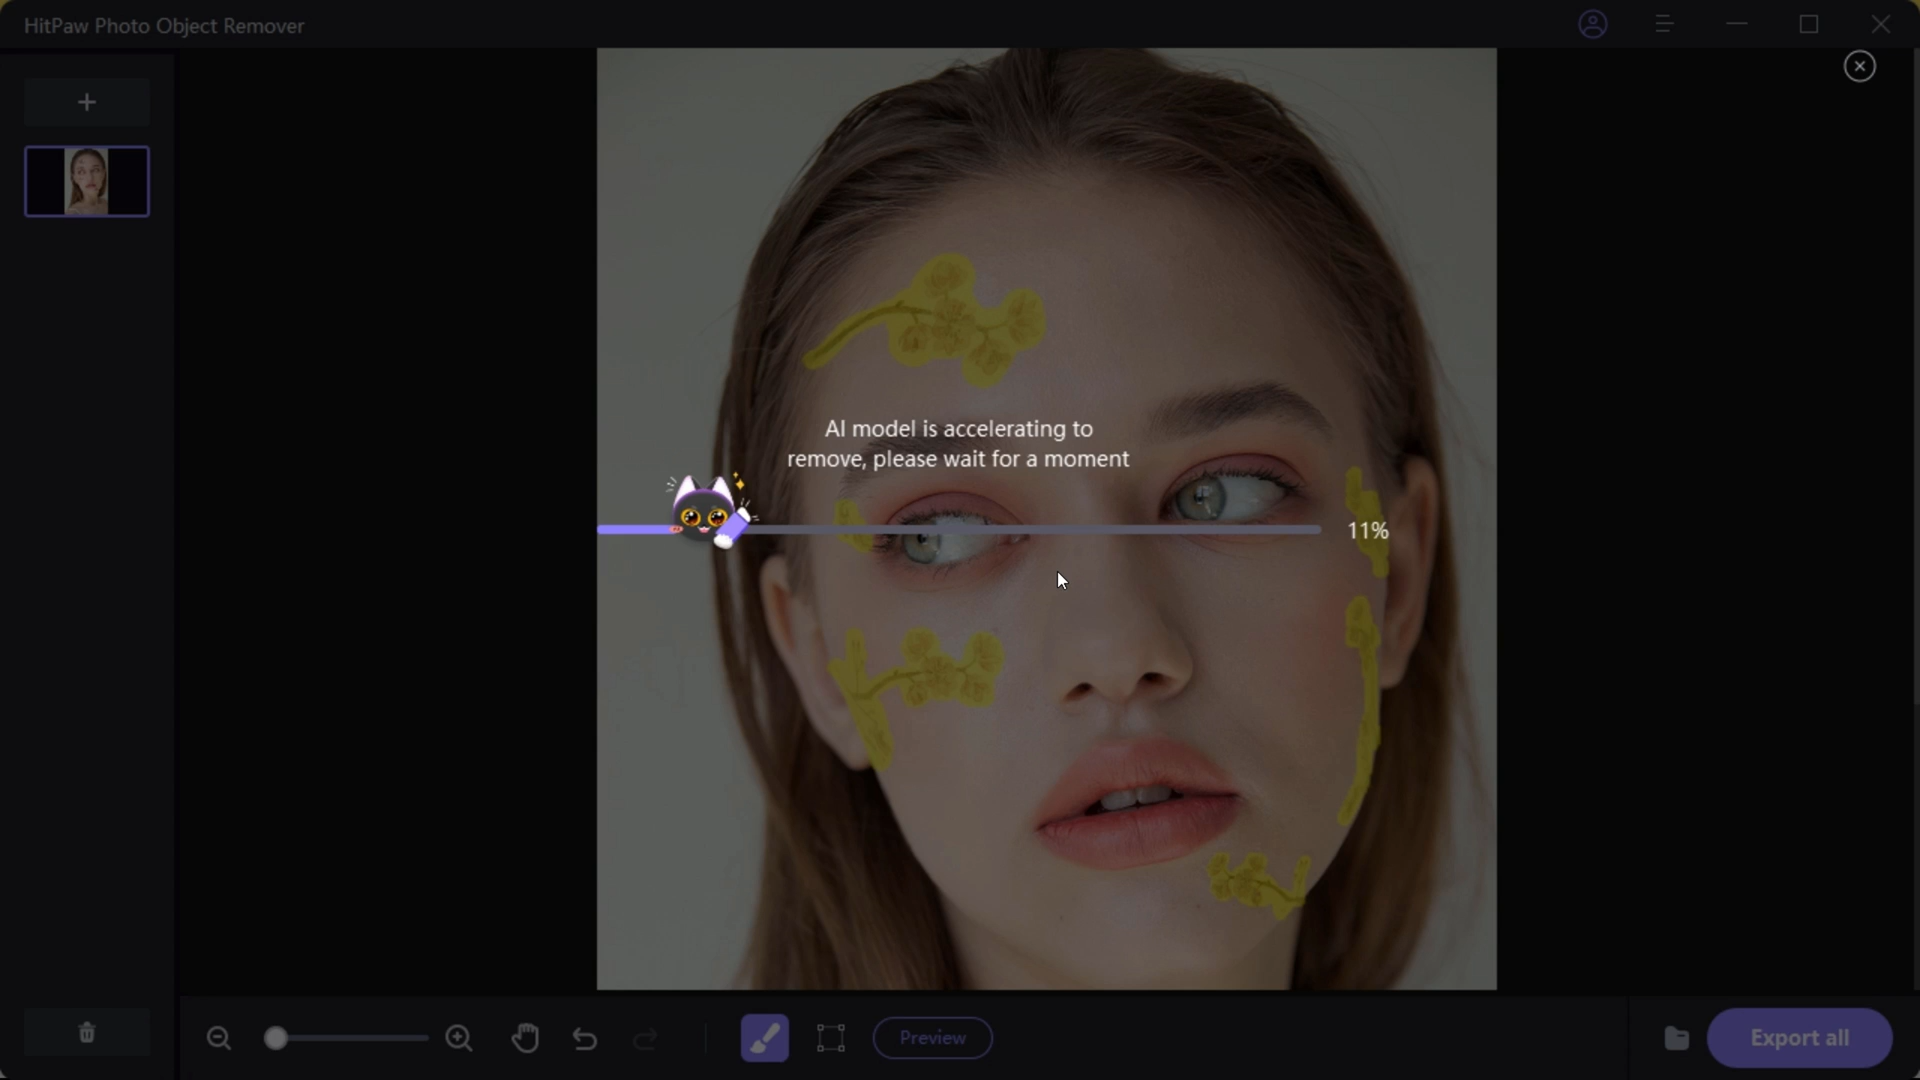 HitPaw Photo Object Remover
AI model is accelerating to
remove, please wait for a moment
11%
Preview
Export all